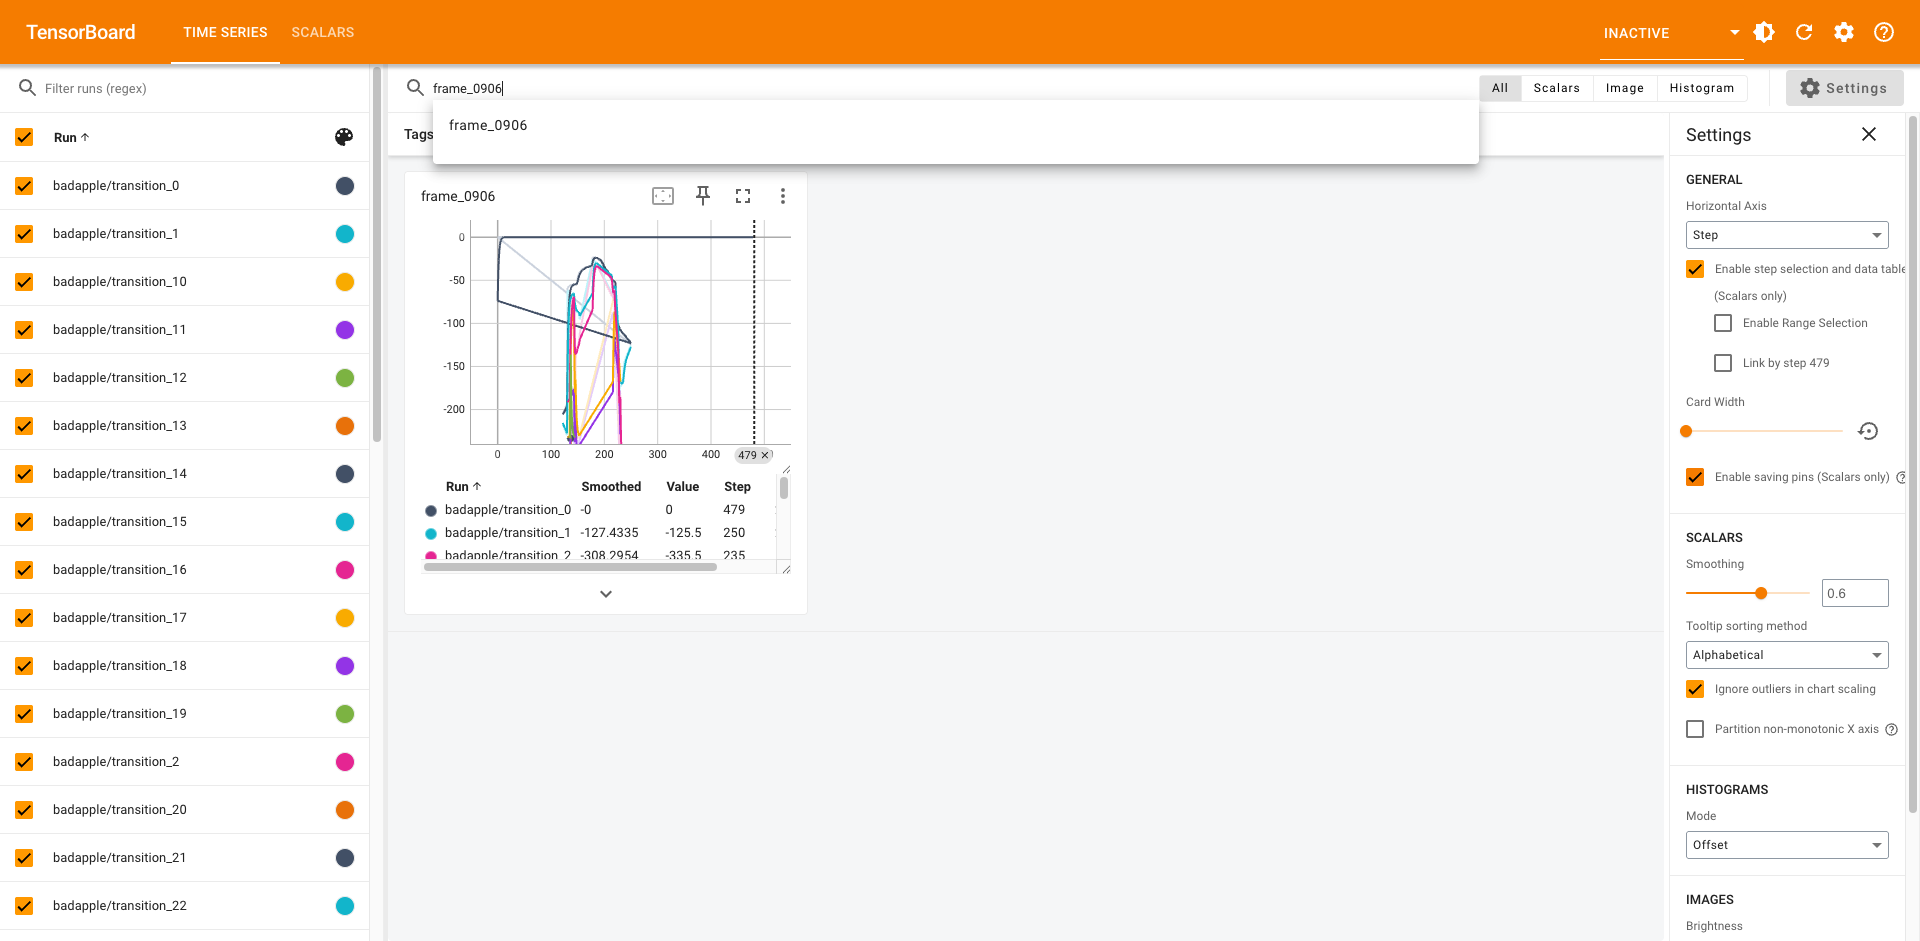 TensorBoard
TIME SERIES
SCALARS
INACTIVE
Filter runs (regex)
frame_0906
All
Scalars
Image
Histogram
Settings
frame_0906
Run
Tags
Settings
badapple/transition_0
badapple/transition_1
badapple/transition_10
badapple/transition_11
badapple/transition_12
badapple/transition_13
badapple/transition_14
badapple/transition_15
badapple/transition_16
badapple/transition_17
badapple/transition_18
badapple/transition_19
badapple/transition_2
badapple/transition_20
badapple/transition_21
badapple/transition_22
frame_0906
0
-50
-100
-150
-200
0
100
200
300
400
479
Run Smoothed Value Step
badapple/transition_0 -0 0 479
badapple/transition_1 -127.4335 -125.5 250
badapple/transition_2 -308.2954 -335.5 235
GENERAL
Horizontal Axis
Step
Enable step selection and data table
(Scalars only)
Enable Range Selection
Link by step 479
Card Width
Enable saving pins (Scalars only)
SCALARS
Smoothing
0.6
Tooltip sorting method
Alphabetical
Ignore outliers in chart scaling
Partition non-monotonic X axis
HISTOGRAMS
Mode
Offset
IMAGES
Brightness